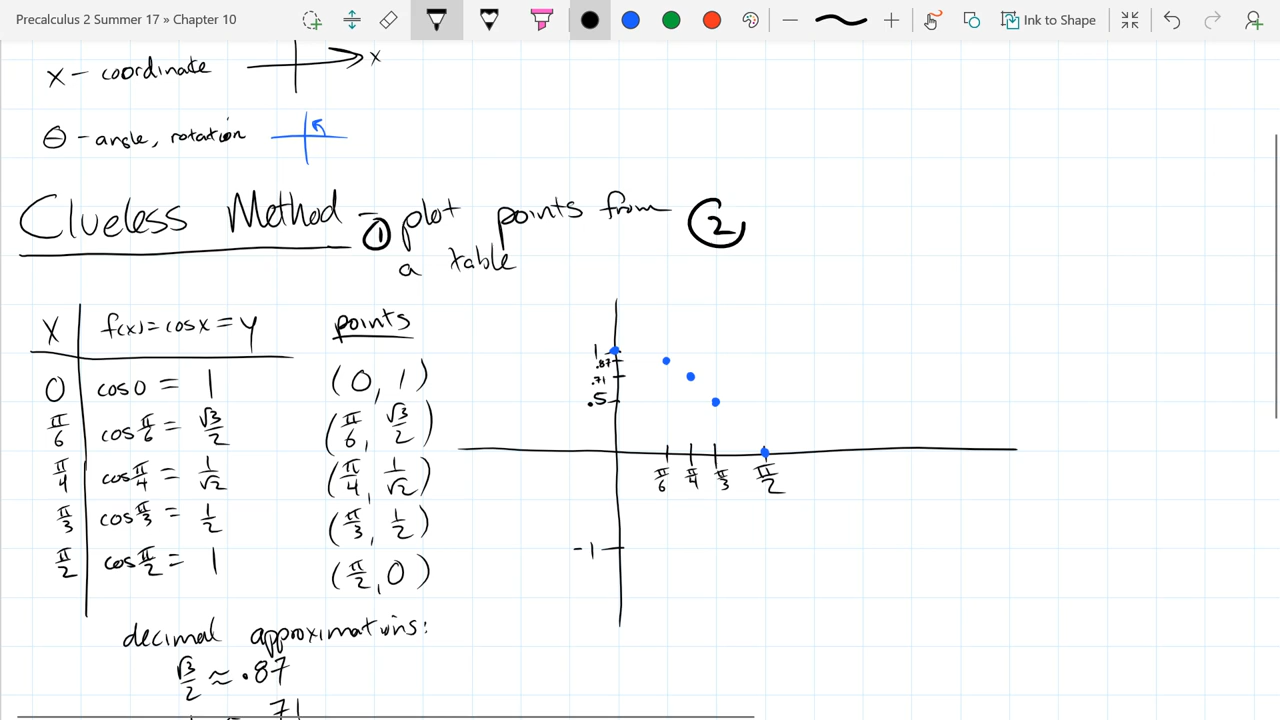 Precalculus 2 Summer 17 » Chapter 10
Ink to Shape
x - coordinate
x
θ - angle, rotation
Clueless Method - ① plot points from a table
②
x f(x) = cos x = y points
0 cos 0 = 1 (0, 1)
π/6 cos π/6 = √3/2 (π/6, √3/2)
π/4 cos π/4 = 1/√2 (π/4, 1/√2)
π/3 cos π/3 = 1/2 (π/3, 1/2)
π/2 cos π/2 = 1 (π/2, 0)
decimal approximations:
√3/2 ≈ .87
71
1
.87
.71
.5
π/6 π/4 π/3 π/2
-1